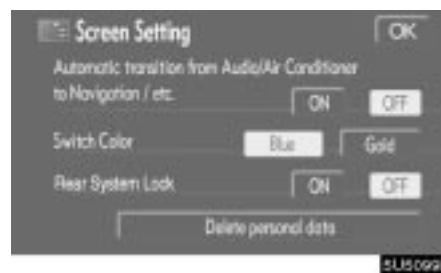 Screen Setting
OK
Automatic transition from Audio/Air Conditioner
to Navigation / etc.
ON OFF
Switch Color Blue Gold
Rear System Lock ON OFF
Delete personal data
5U5099